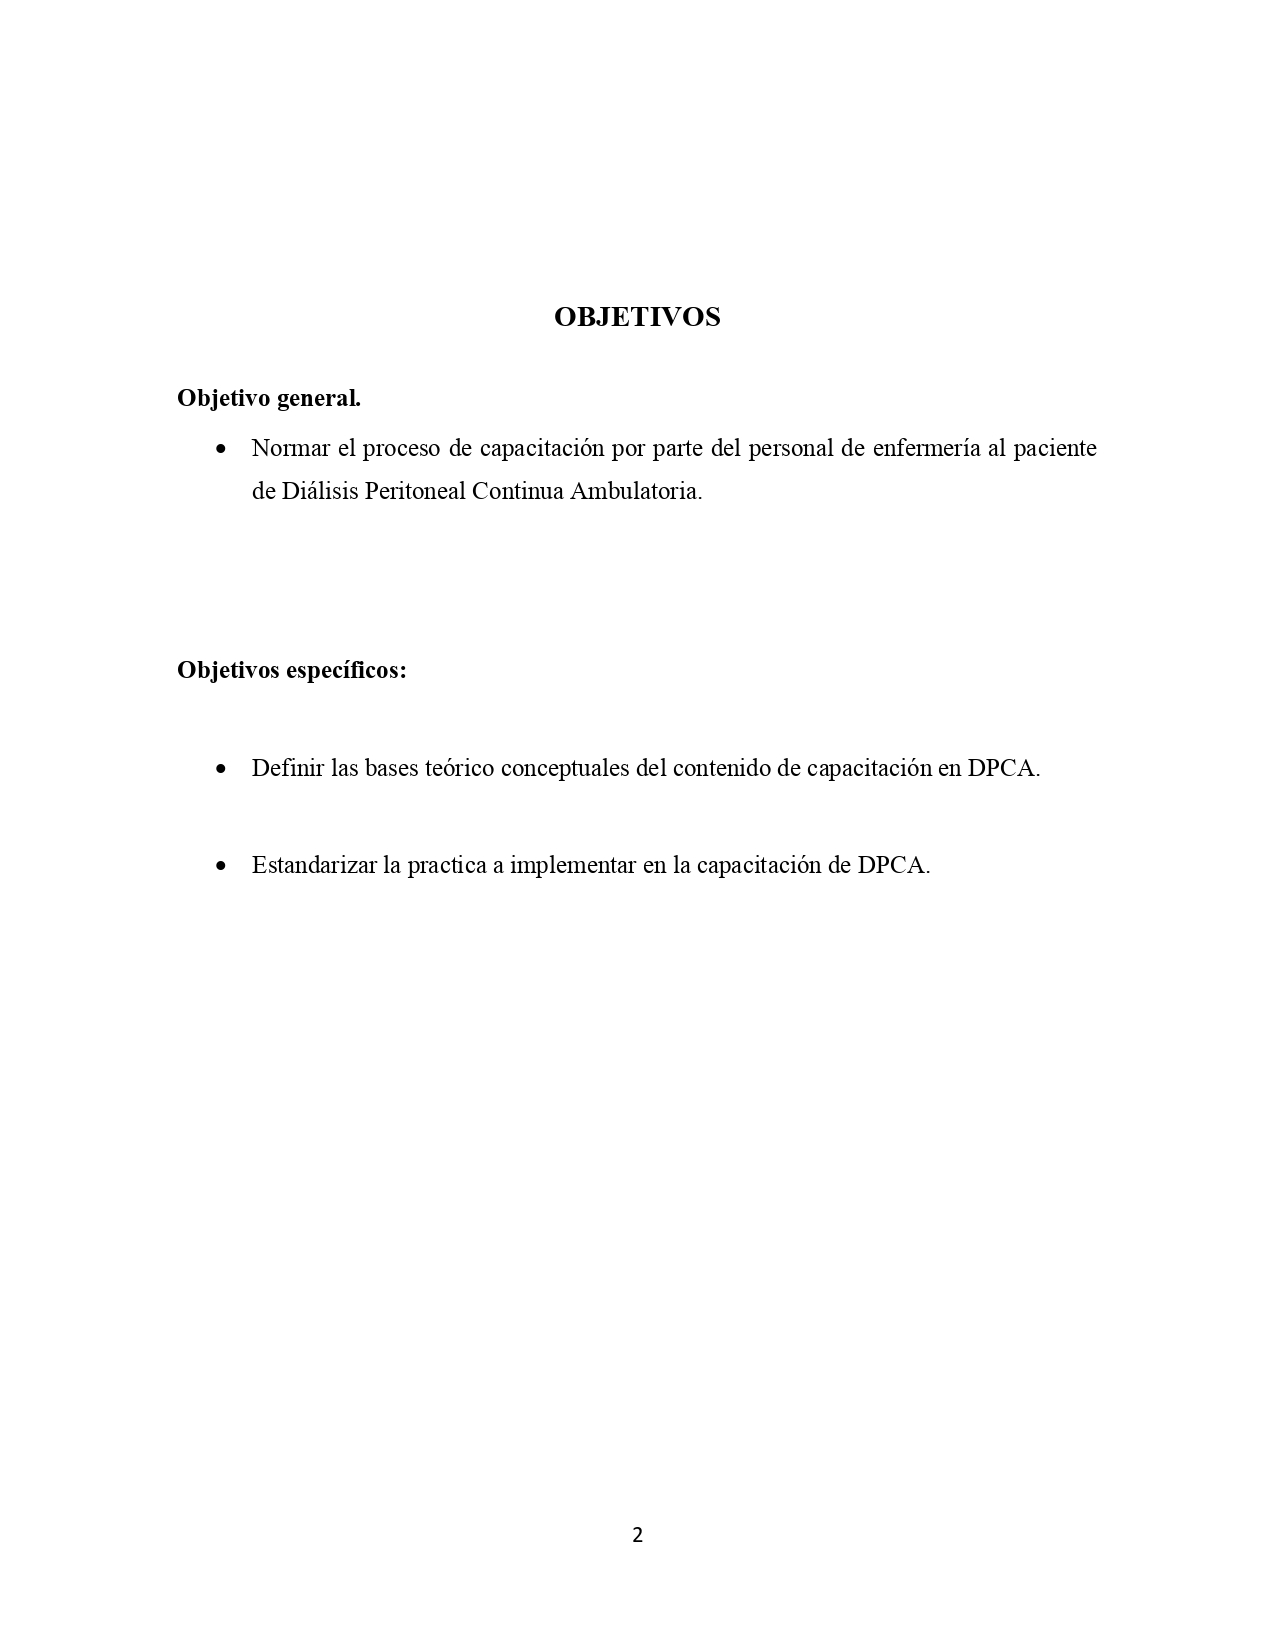 OBJETIVOS
Objetivo general.
• Normar el proceso de capacitación por parte del personal de enfermería al paciente
de Diálisis Peritoneal Continua Ambulatoria.
Objetivos específicos:
• Definir las bases teórico conceptuales del contenido de capacitación en DPCA.
• Estandarizar la practica a implementar en la capacitación de DPCA.
2